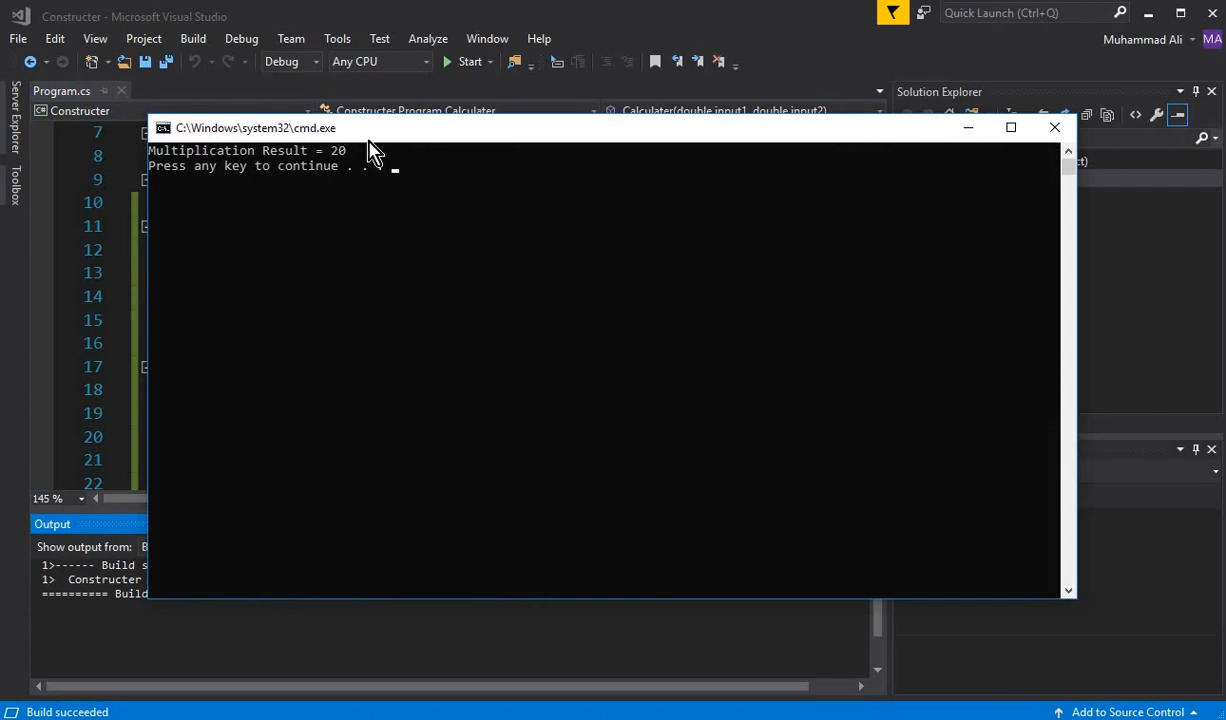 Constructer - Microsoft Visual Studio
Quick Launch (Ctrl+Q)
File Edit View Project Build Debug Team Tools Test Analyze Window Help
Muhammad Ali MA
Debug Any CPU Start
Server Explorer
Toolbox
Program.cs
Solution Explorer
Constructer Constructer.Program.Calculater Calculater(double input1, double input2)
C:\Windows\system32\cmd.exe
Multiplication Result = 20
Press any key to continue . . .
7
8
9
10
11
12
13
14
15
16
17
18
19
20
21
22
145 %
Output
Show output from: B
1>------ Build s
1> Constructer
========== Build
Build succeeded
Add to Source Control